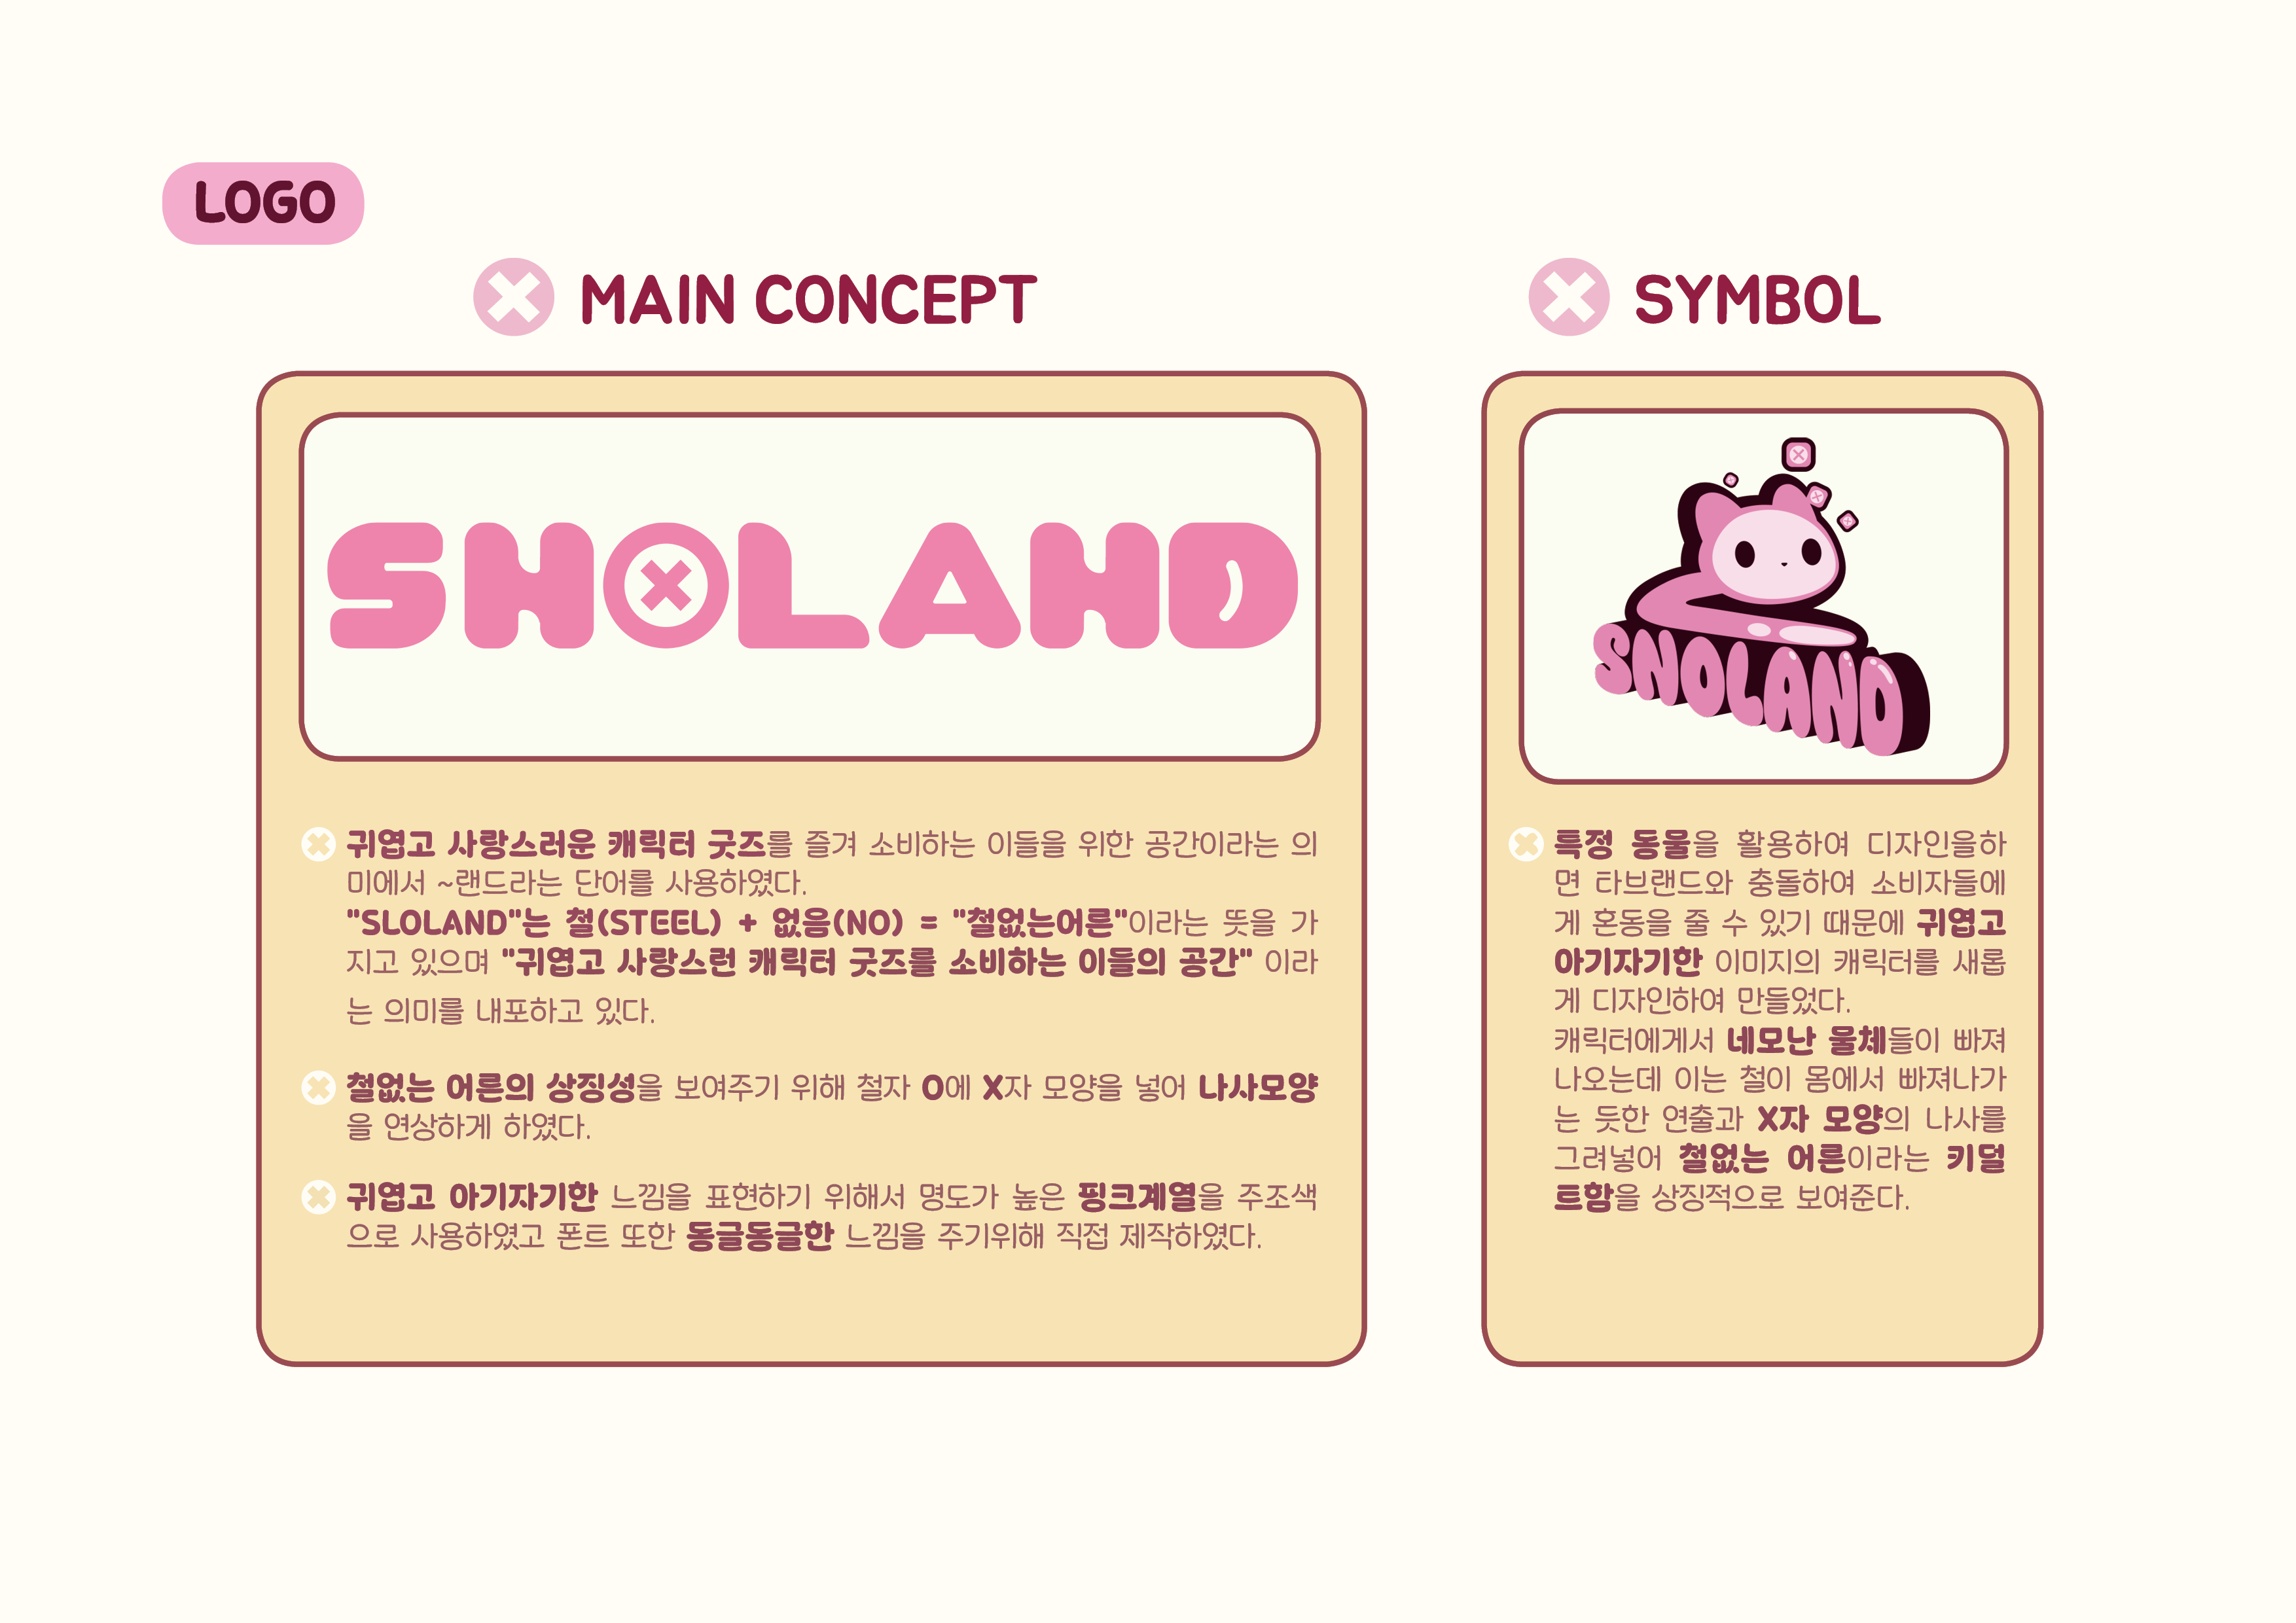 LOGO
MAIN CONCEPT
SNOLAND
귀엽고 사랑스러운 캐릭터 굿즈를 즐겨 소비하는 이들을 위한 공간이라는 의
미에서 ~랜드라는 단어를 사용하였다.
"SLOLAND"는 철(STEEL) + 없음(NO) = "철없는어른"이라는 뜻을 가
지고 있으며 "귀엽고 사랑스런 캐릭터 굿즈를 소비하는 이들의 공간" 이라
는 의미를 내포하고 있다.
철없는 어른의 상징성을 보여주기 위해 철자 O에 X자 모양을 넣어 나사모양
을 연상하게 하였다.
귀엽고 아기자기한 느낌을 표현하기 위해서 명도가 높은 핑크계열을 주조색
으로 사용하였고 폰트 또한 동글동글한 느낌을 주기위해 직접 제작하였다.
SYMBOL
SNOLAND
특정 동물을 활용하여 디자인을하
면 타브랜드와 충돌하여 소비자들에
게 혼동을 줄 수 있기 때문에 귀엽고
아기자기한 이미지의 캐릭터를 새롭
게 디자인하여 만들었다.
캐릭터에게서 네모난 물체들이 빠져
나오는데 이는 철이 몸에서 빠져나가
는 듯한 연출과 X자 모양의 나사를
그려넣어 철없는 어른이라는 키덜
트함을 상징적으로 보여준다.